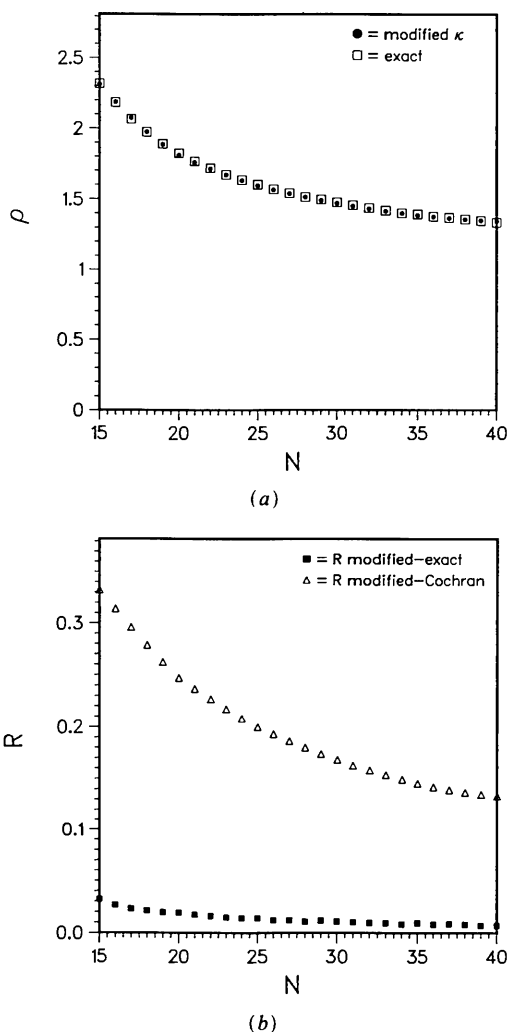 ● = modified κ
□ = exact
2.5
2
1.5
1
0.5
0
ρ
15 20 25 30 35 40
N
(a)
■ = R modified−exact
△ = R modified−Cochran
0.3
0.2
0.1
0.0
R
15 20 25 30 35 40
N
(b)